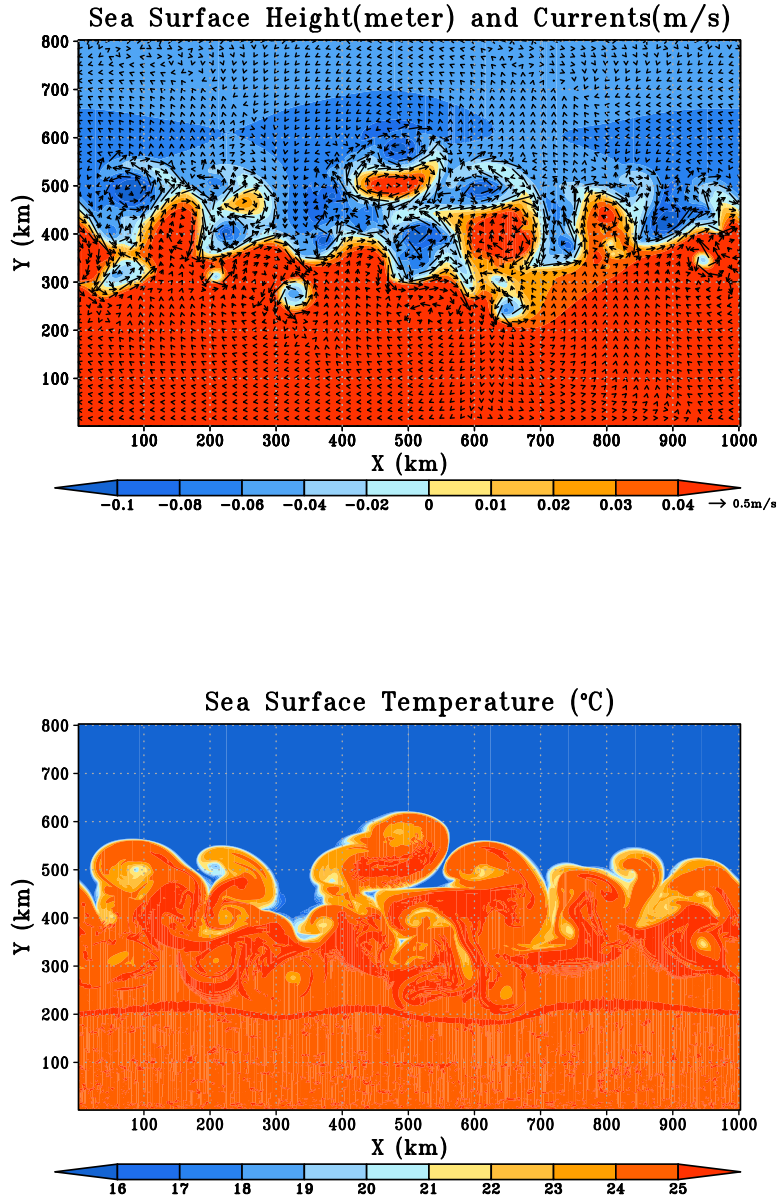 Sea Surface Height(meter) and Currents(m/s)
800
700
600
500
400
300
200
100
Y (km)
100 200 300 400 500 600 700 800 900 1000
X (km)
-0.1 -0.08 -0.06 -0.04 -0.02 0 0.01 0.02 0.03 0.04 0.5m/s
Sea Surface Temperature (°C)
800
700
600
500
400
300
200
100
Y (km)
100 200 300 400 500 600 700 800 900 1000
X (km)
16 17 18 19 20 21 22 23 24 25